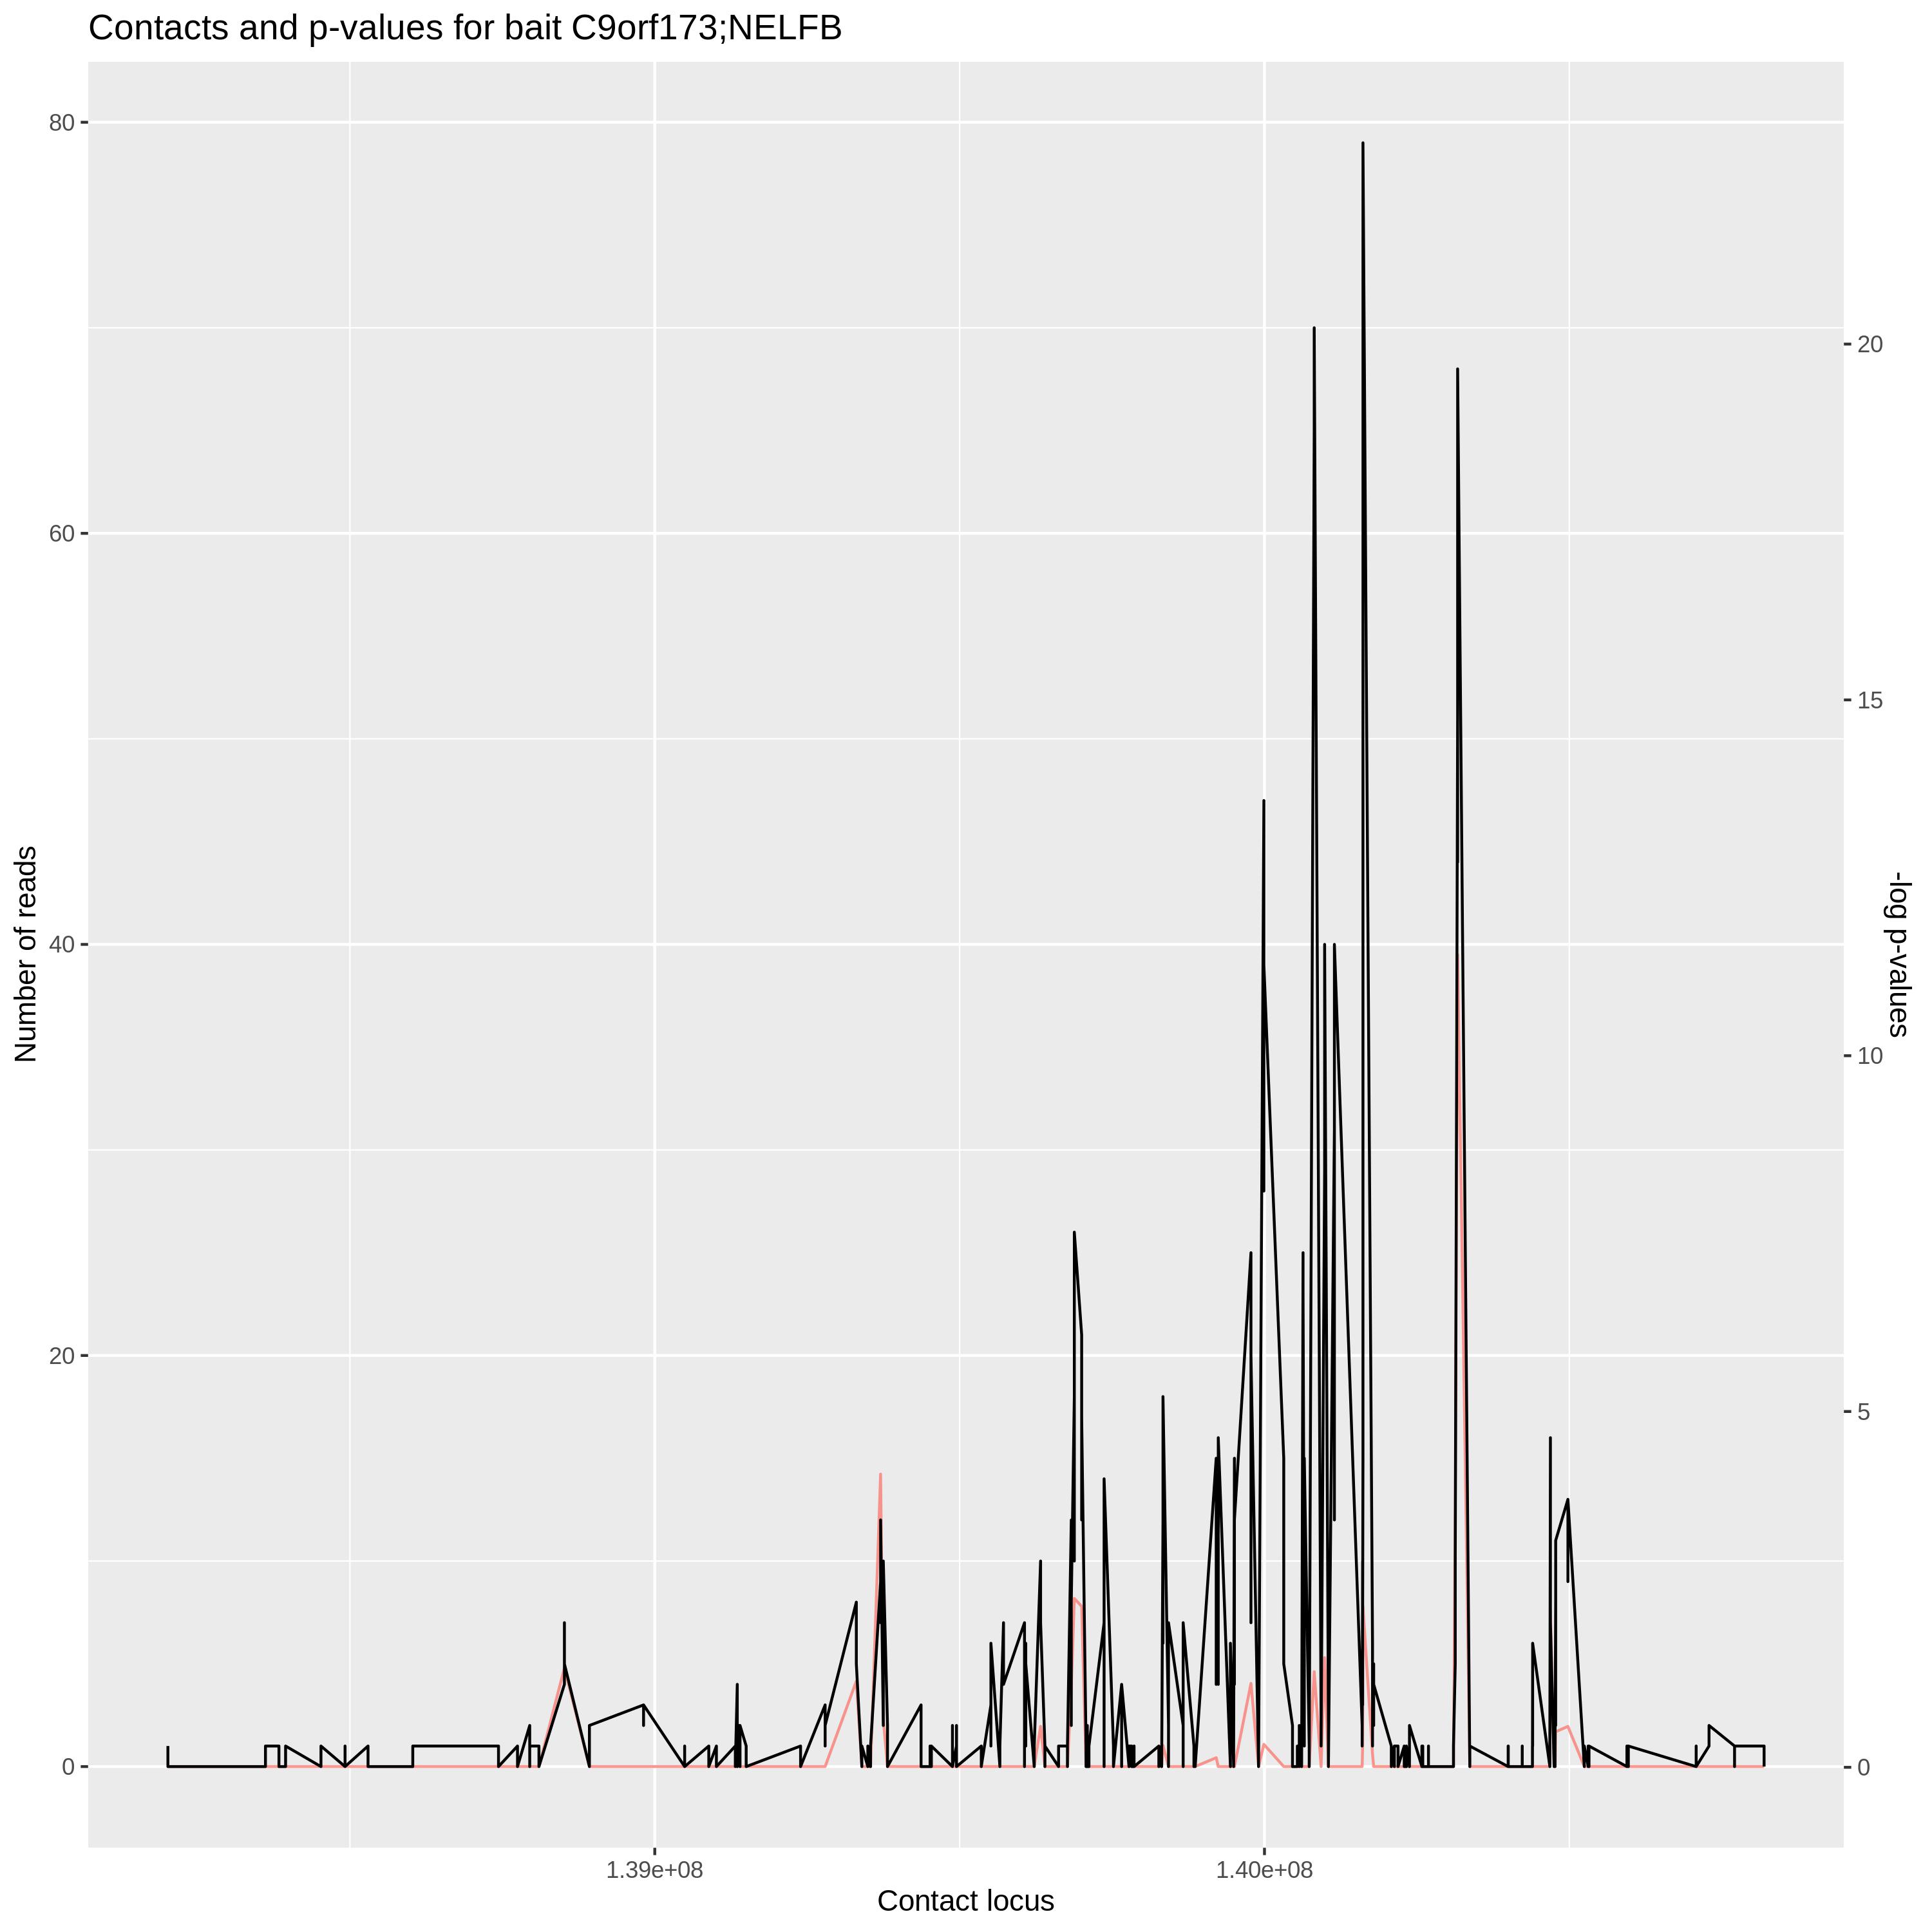 Contacts and p-values for bait C9orf173;NELFB
80
60
40
20
0
Number of reads
20
15
10
5
0
-log p-values
1.39e+08
1.40e+08
Contact locus